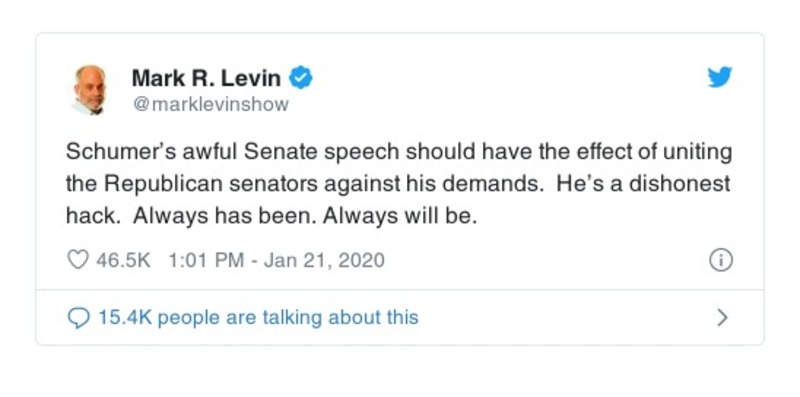 Mark R. Levin
@marklevinshow
Schumer’s awful Senate speech should have the effect of uniting
the Republican senators against his demands.  He’s a dishonest
hack.  Always has been. Always will be.
46.5K  1:01 PM - Jan 21, 2020
15.4K people are talking about this